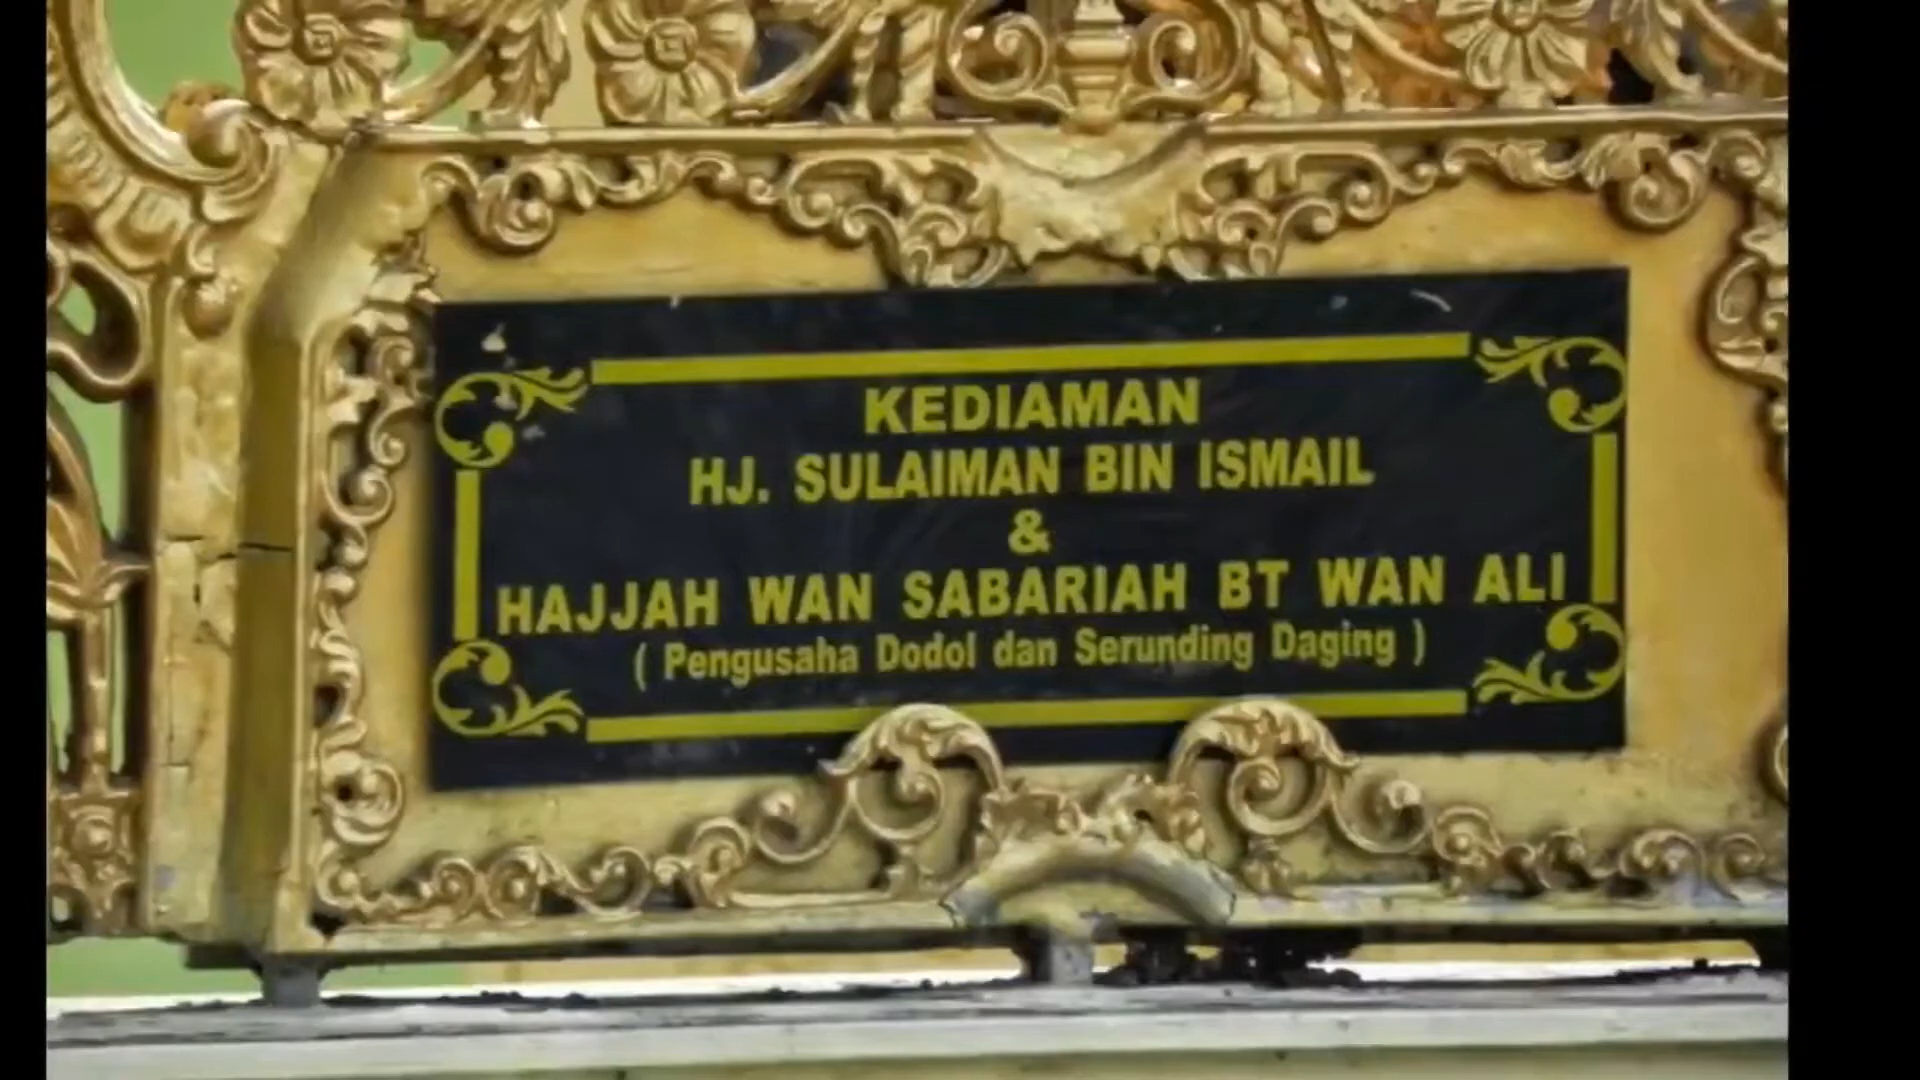 KEDIAMAN
HJ. SULAIMAN BIN ISMAIL
&
HAJJAH WAN SABARIAH BT WAN ALI
( Pengusaha Dodol dan Serunding Daging )